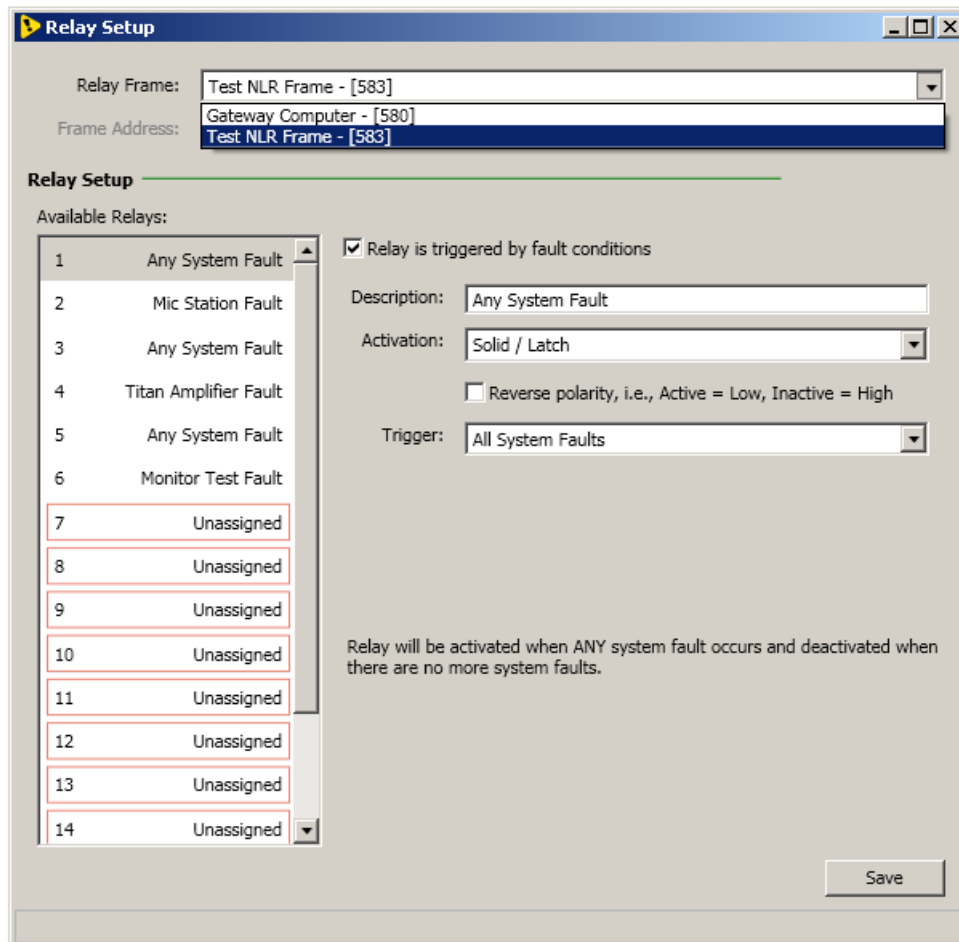 Relay Setup
Relay Frame: Test NLR Frame - [583]
Gateway Computer - [580]
Frame Address: Test NLR Frame - [583]
Relay Setup
Available Relays:
1 Any System Fault
2 Mic Station Fault
3 Any System Fault
4 Titan Amplifier Fault
5 Any System Fault
6 Monitor Test Fault
7 Unassigned
8 Unassigned
9 Unassigned
10 Unassigned
11 Unassigned
12 Unassigned
13 Unassigned
14 Unassigned
Relay is triggered by fault conditions
Description: Any System Fault
Activation: Solid / Latch
Reverse polarity, i.e., Active = Low, Inactive = High
Trigger: All System Faults
Relay will be activated when ANY system fault occurs and deactivated when
there are no more system faults.
Save